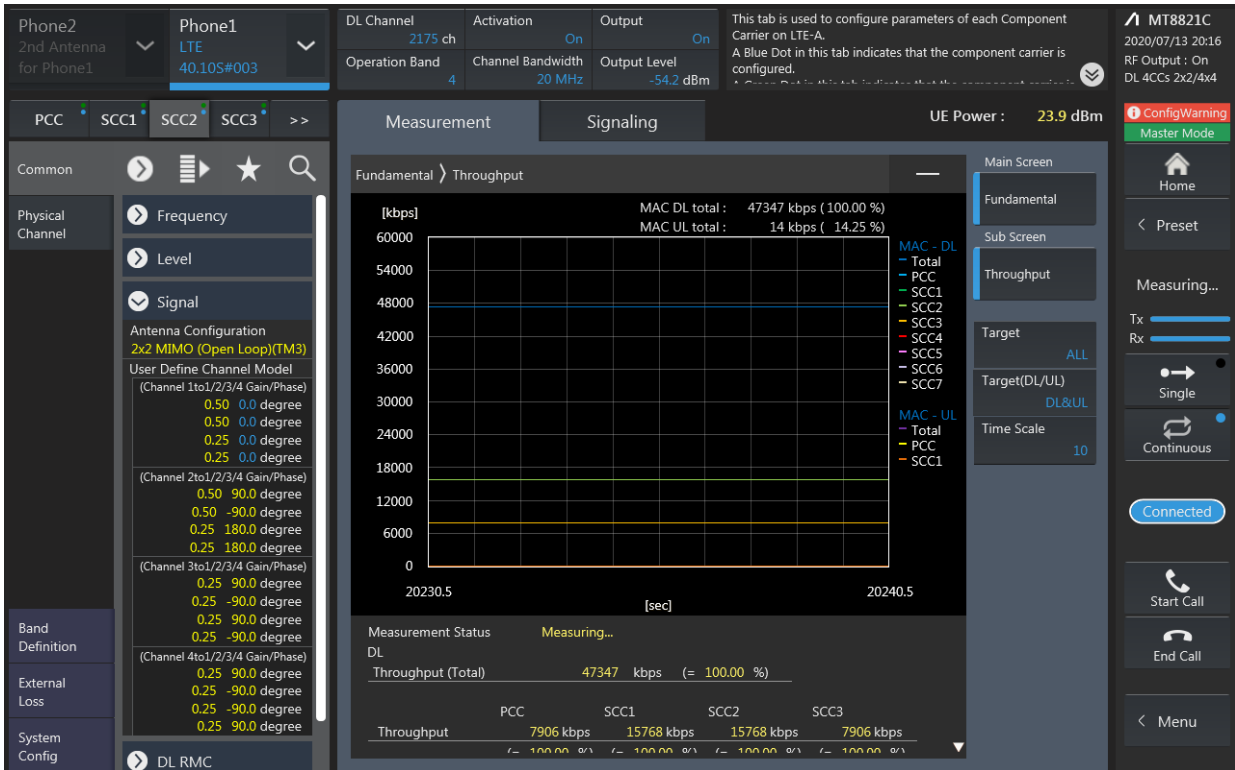 Phone2
2nd Antenna
for Phone1
Phone1
LTE
40.10S#003
DL Channel
2175 ch
Activation
On
Output
On
Operation Band
4
Channel Bandwidth
20 MHz
Output Level
-54.2 dBm
This tab is used to configure parameters of each Component
Carrier on LTE-A.
A Blue Dot in this tab indicates that the component carrier is
configured.
MT8821C
2020/07/13 20:16
RF Output : On
DL 4CCs 2x2/4x4
PCC SCC1 SCC2 SCC3 >>
Measurement
Signaling
UE Power : 23.9 dBm
ConfigWarning
Master Mode
Common
Physical
Channel
Band
Definition
External
Loss
System
Config
Frequency
Level
Signal
Antenna Configuration
2x2 MIMO (Open Loop)(TM3)
User Define Channel Model
(Channel 1to1/2/3/4 Gain/Phase)
0.50 0.0 degree
0.50 0.0 degree
0.25 0.0 degree
0.25 0.0 degree
(Channel 2to1/2/3/4 Gain/Phase)
0.50 90.0 degree
0.50 -90.0 degree
0.25 180.0 degree
0.25 180.0 degree
(Channel 3to1/2/3/4 Gain/Phase)
0.25 90.0 degree
0.25 -90.0 degree
0.25 90.0 degree
0.25 -90.0 degree
(Channel 4to1/2/3/4 Gain/Phase)
0.25 90.0 degree
0.25 -90.0 degree
0.25 -90.0 degree
0.25 90.0 degree
DL RMC
Fundamental 〉Throughput
[kbps]
MAC DL total : 47347 kbps ( 100.00 %)
MAC UL total : 14 kbps ( 14.25 %)
60000
54000
48000
42000
36000
30000
24000
18000
12000
6000
0
20230.5
20240.5
[sec]
MAC - DL
Total
PCC
SCC1
SCC2
SCC3
SCC4
SCC5
SCC6
SCC7
MAC - UL
Total
PCC
SCC1
Measurement Status Measuring...
DL
Throughput (Total) 47347 kbps (= 100.00 %)
PCC SCC1 SCC2 SCC3
Throughput 7906 kbps 15768 kbps 15768 kbps 7906 kbps
(= 100.00 %) (= 100.00 %) (= 100.00 %) (= 100.00 %)
Main Screen
Fundamental
Sub Screen
Throughput
Target
ALL
Target(DL/UL)
DL&UL
Time Scale
10
Home
< Preset
Measuring...
Tx
Rx
Single
Continuous
Connected
Start Call
End Call
< Menu